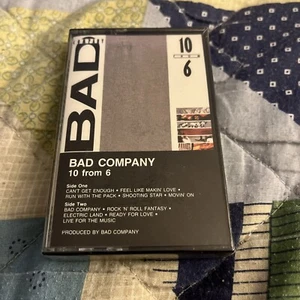 BAD
COMPANY
10
6
BAD COMPANY
10 from 6
Side One
CAN'T GET ENOUGH • FEEL LIKE MAKIN' LOVE •
RUN WITH THE PACK • SHOOTING STAR • MOVIN' ON
Side Two
BAD COMPANY • ROCK 'N' ROLL FANTASY •
ELECTRIC LAND • READY FOR LOVE •
LIVE FOR THE MUSIC
PRODUCED BY BAD COMPANY